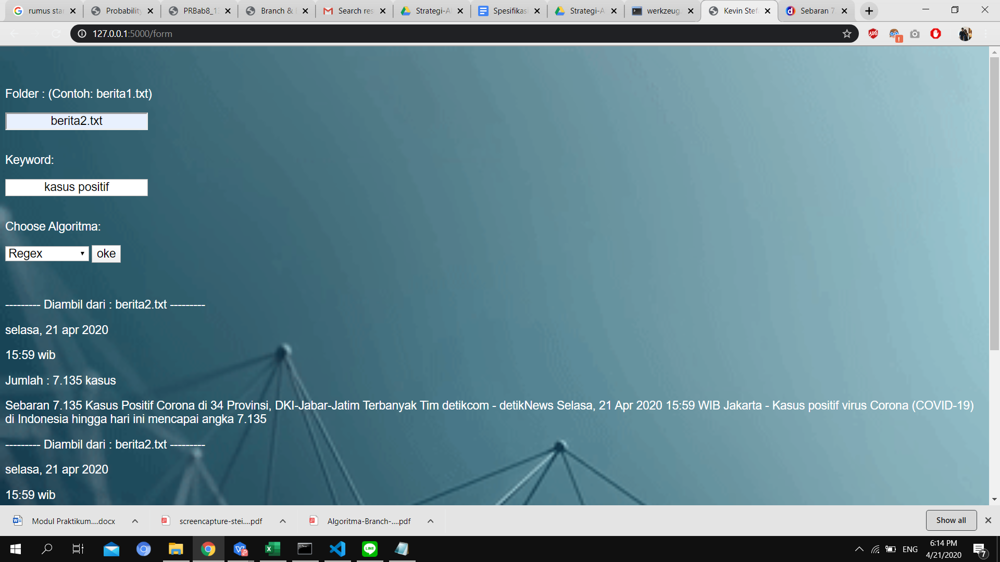 rumus star
Probability
PRBab8_13
Branch &
Search res
Strategi-A
Spesifikasi
Strategi-A
werkzeug.
Kevin Stef
Sebaran 7
127.0.0.1:5000/form
Folder : (Contoh: berita1.txt)
berita2.txt
Keyword:
kasus positif
Choose Algoritma:
Regex oke
--------- Diambil dari : berita2.txt ---------
selasa, 21 apr 2020
15:59 wib
Jumlah : 7.135 kasus
Sebaran 7.135 Kasus Positif Corona di 34 Provinsi, DKI-Jabar-Jatim Terbanyak Tim detikcom - detikNews Selasa, 21 Apr 2020 15:59 WIB Jakarta - Kasus positif virus Corona (COVID-19)
di Indonesia hingga hari ini mencapai angka 7.135
--------- Diambil dari : berita2.txt ---------
selasa, 21 apr 2020
15:59 wib
Modul Praktikum....docx
screencapture-stei....pdf
Algoritma-Branch-....pdf
Show all
ENG
6:14 PM
4/21/2020
7